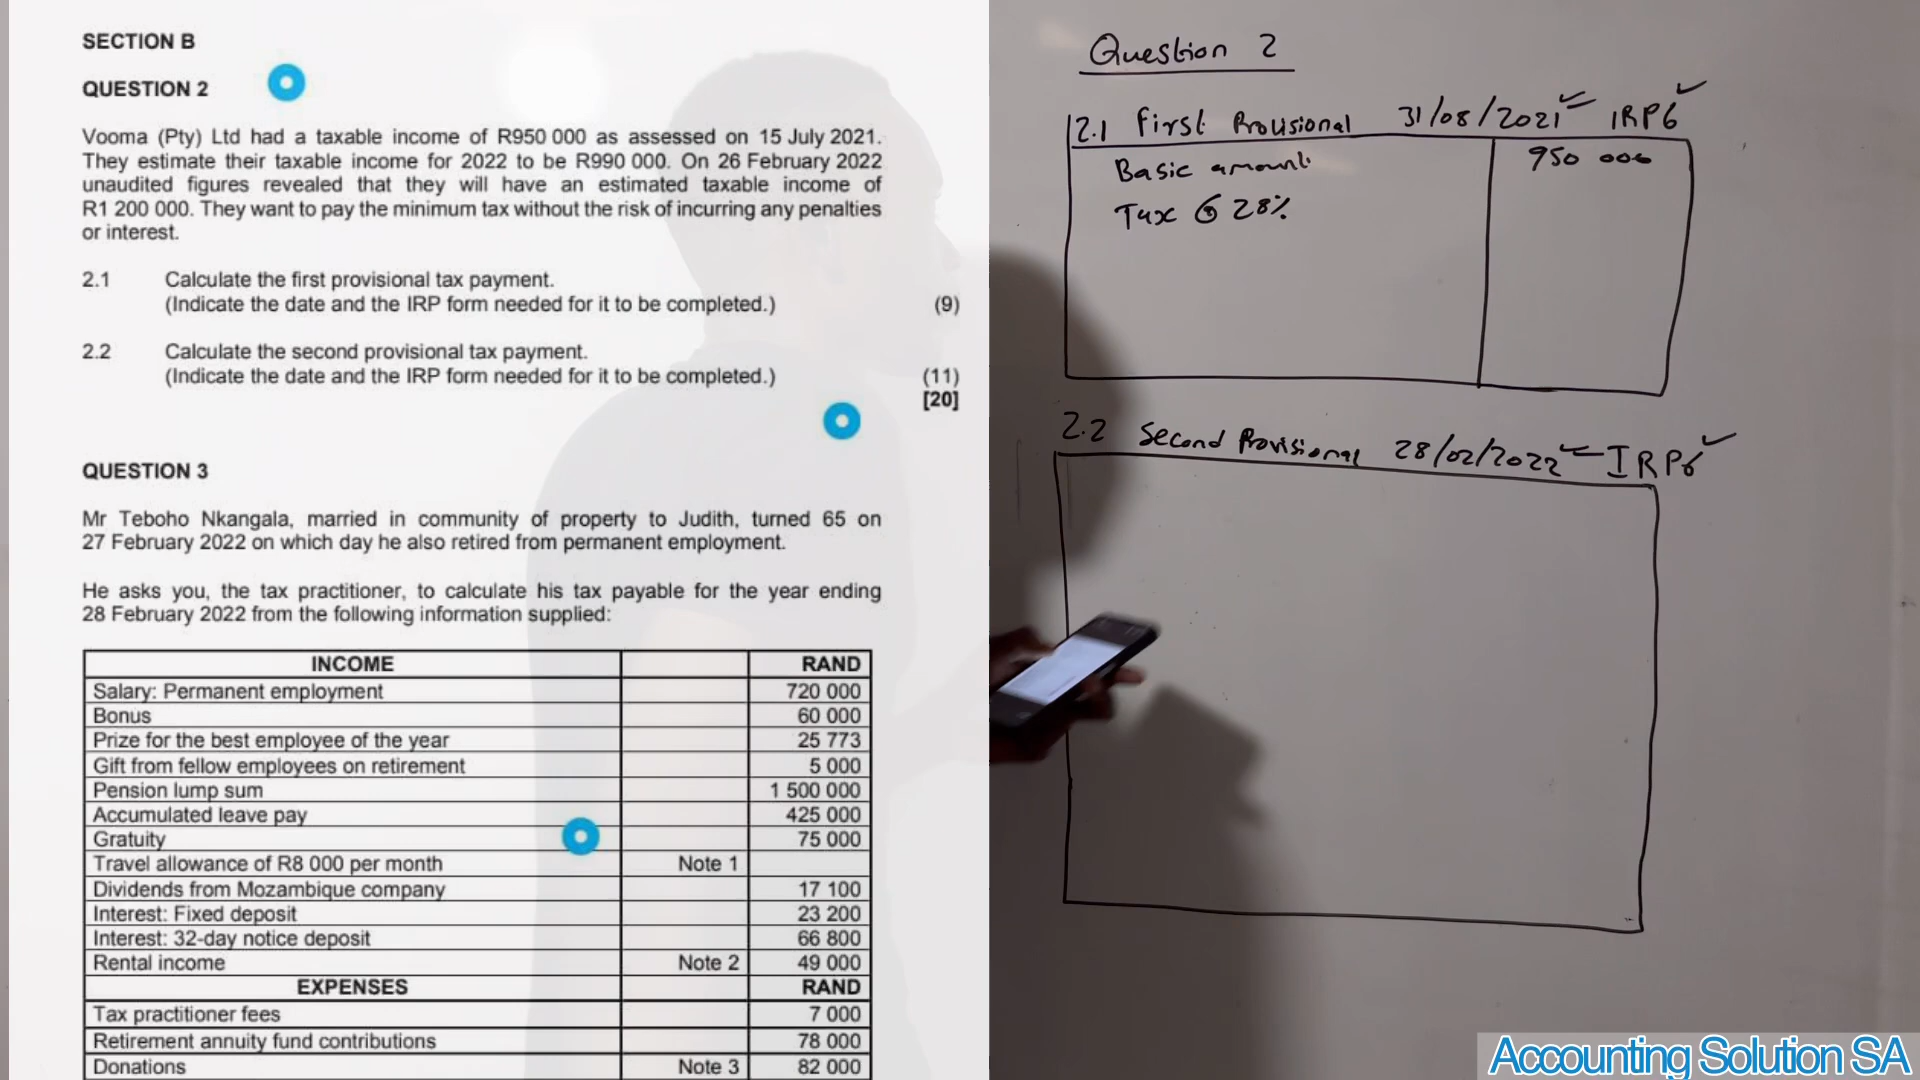 SECTION B
QUESTION 2
Vooma (Pty) Ltd had a taxable income of R950 000 as assessed on 15 July 2021.
They estimate their taxable income for 2022 to be R990 000. On 26 February 2022
unaudited figures revealed that they will have an estimated taxable income of
R1 200 000. They want to pay the minimum tax without the risk of incurring any penalties
or interest.
2.1 Calculate the first provisional tax payment.
(Indicate the date and the IRP form needed for it to be completed.) (9)
2.2 Calculate the second provisional tax payment.
(Indicate the date and the IRP form needed for it to be completed.) (11)
[20]
QUESTION 3
Mr Teboho Nkangala, married in community of property to Judith, turned 65 on
27 February 2022 on which day he also retired from permanent employment.
He asks you, the tax practitioner, to calculate his tax payable for the year ending
28 February 2022 from the following information supplied:
INCOME RAND
Salary: Permanent employment 720 000
Bonus 60 000
Prize for the best employee of the year 25 773
Gift from fellow employees on retirement 5 000
Pension lump sum 1 500 000
Accumulated leave pay 425 000
Gratuity 75 000
Travel allowance of R8 000 per month Note 1
Dividends from Mozambique company 17 100
Interest: Fixed deposit 23 200
Interest: 32-day notice deposit 66 800
Rental income Note 2 49 000
EXPENSES RAND
Tax practitioner fees 7 000
Retirement annuity fund contributions 78 000
Donations Note 3 82 000
Question 2
2.1 First Provisional 31/08/2021 IRP6
Basic amount 950 000
Tax @ 28%
2.2 Second Provisional 28/02/2022 IRP6
Accounting Solution SA